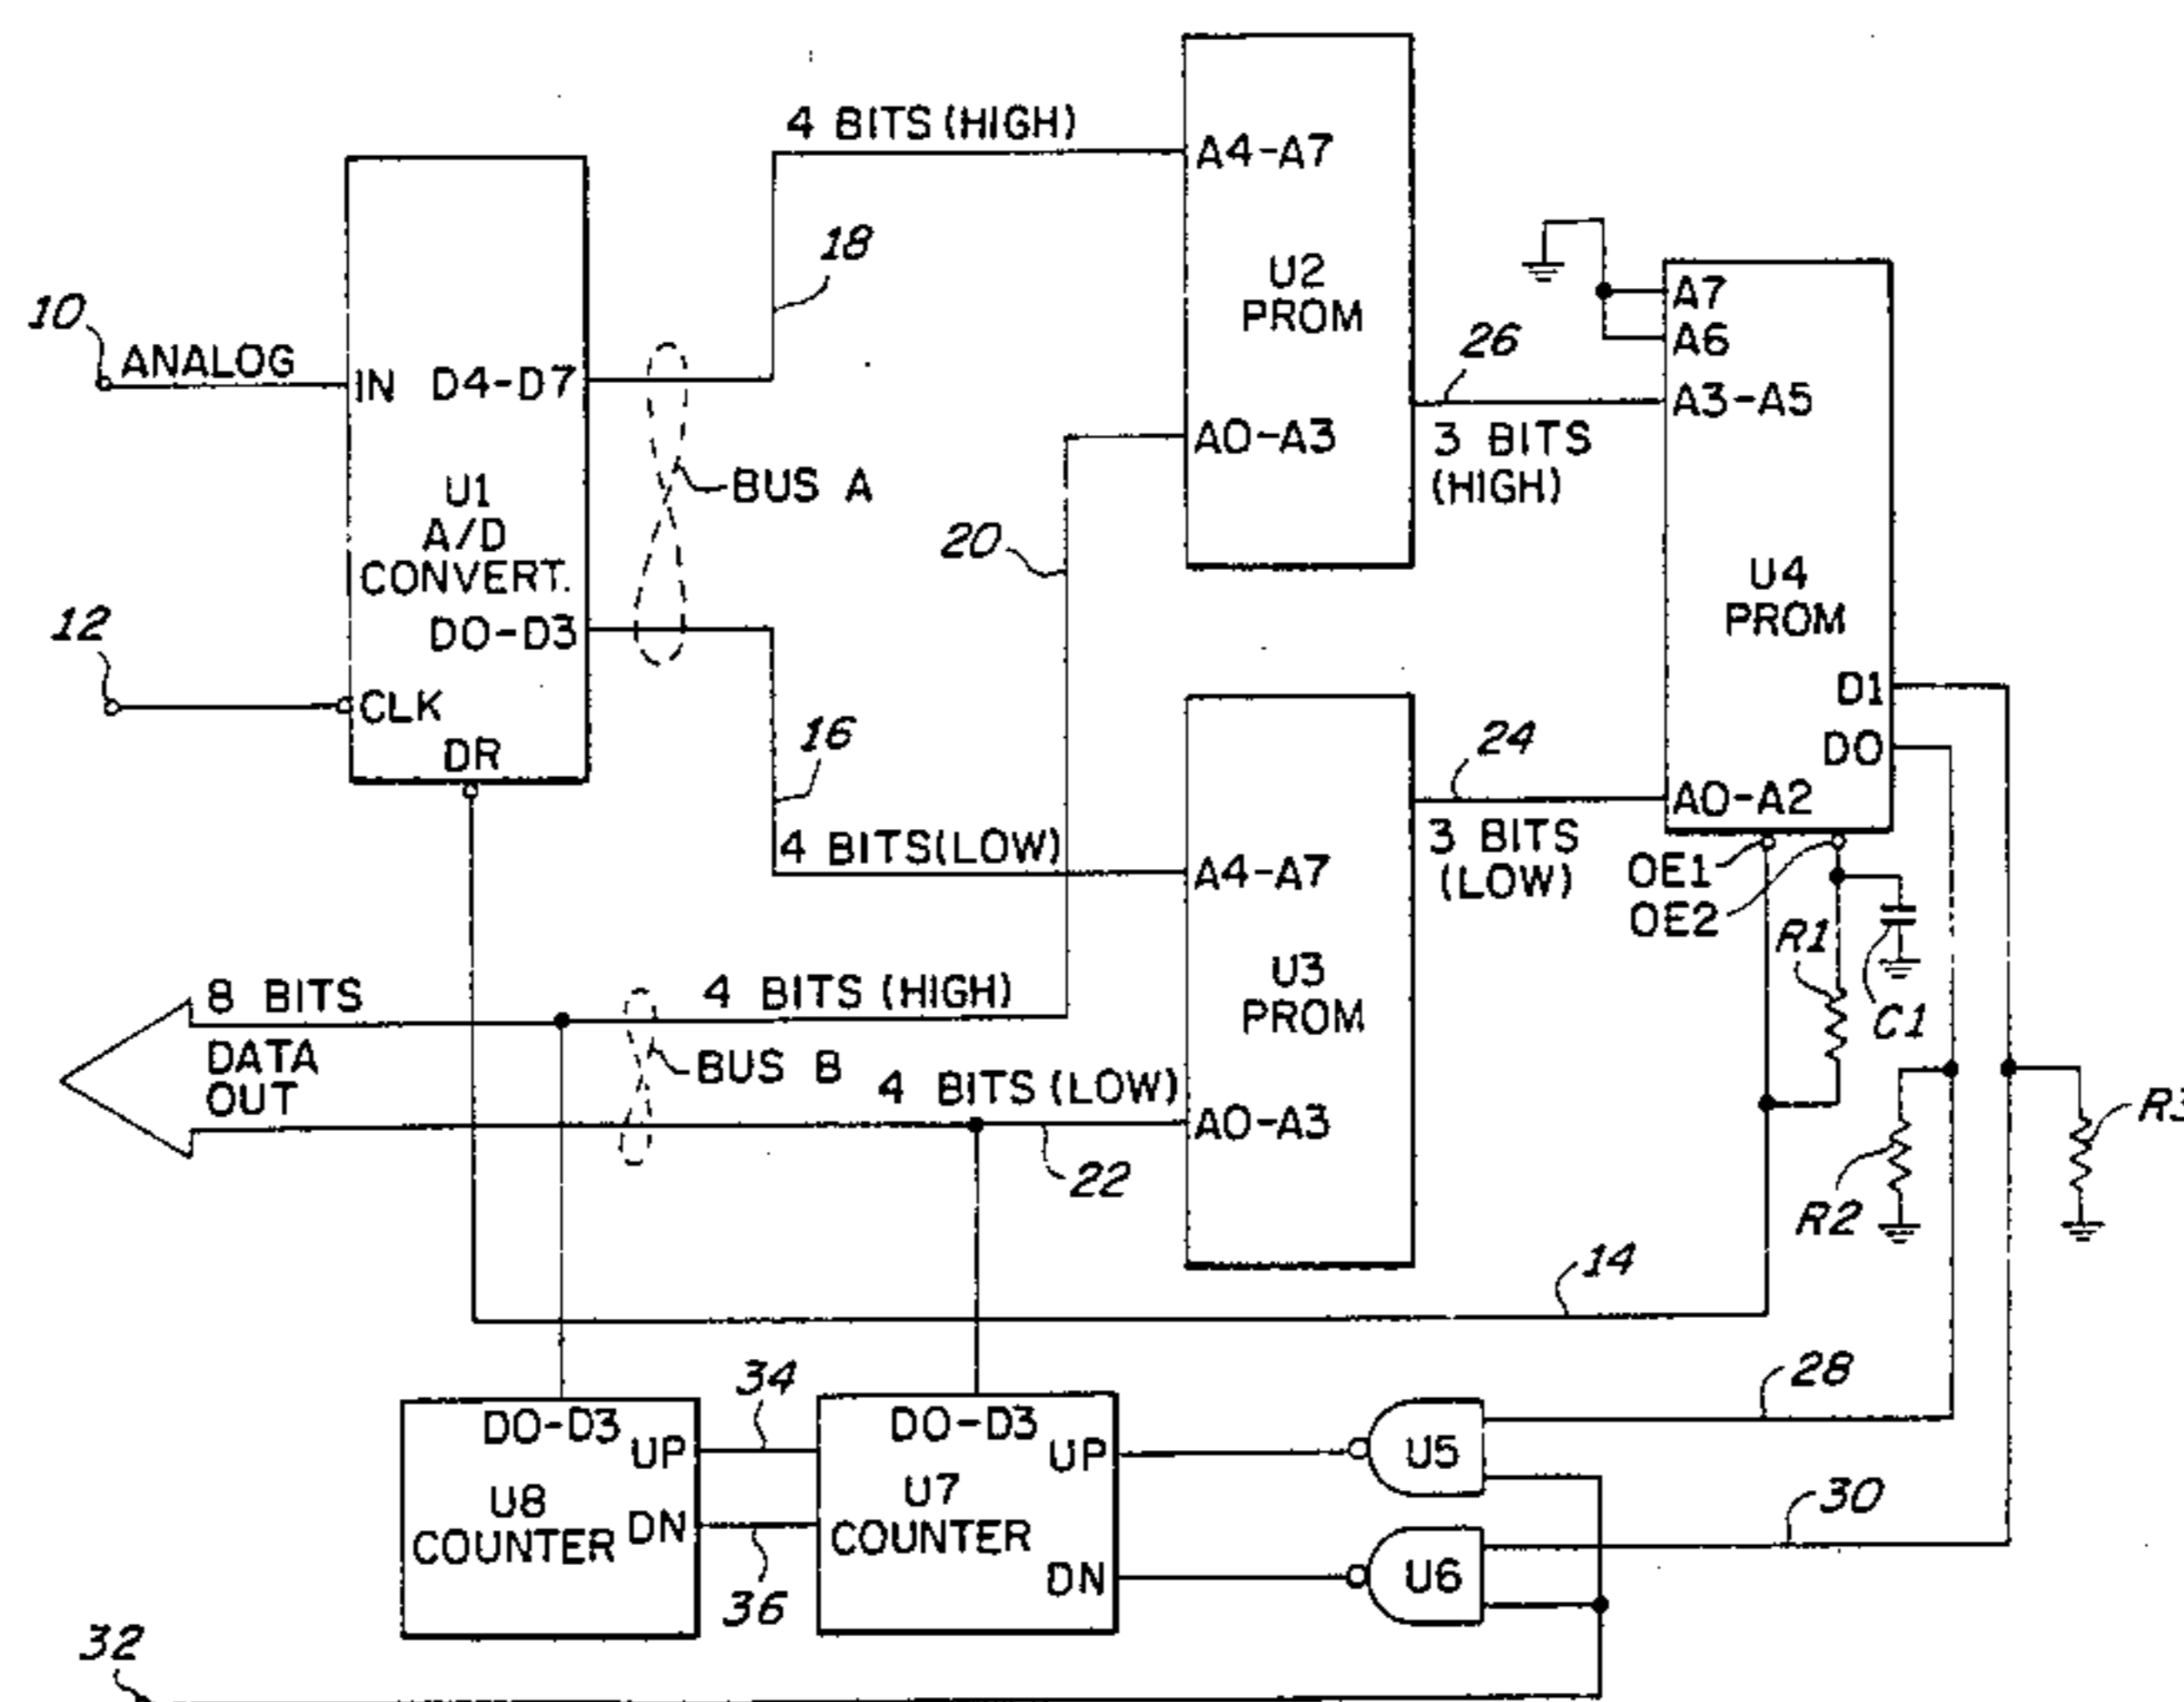 4 BITS (HIGH)
A4-A7
18
U2
PROM
10
ANALOG
IN
D4-D7
26
A7
A6
A3-A5
A0-A3
3 BITS
(HIGH)
BUS A
U1
A/D
CONVERT.
20
U4
PROM
12
D0-D3
CLK
DR
16
24
D1
D0
A0-A2
4 BITS(LOW)
A4-A7
3 BITS
(LOW)
OE1
OE2
R1
C1
U3
PROM
8 BITS
4 BITS (HIGH)
DATA
OUT
BUS B
4 BITS (LOW)
A0-A3
22
R2
R3
14
28
34
D0-D3
UP
U8
COUNTER
DN
36
D0-D3
UP
U7
COUNTER
DN
U5
30
U6
32